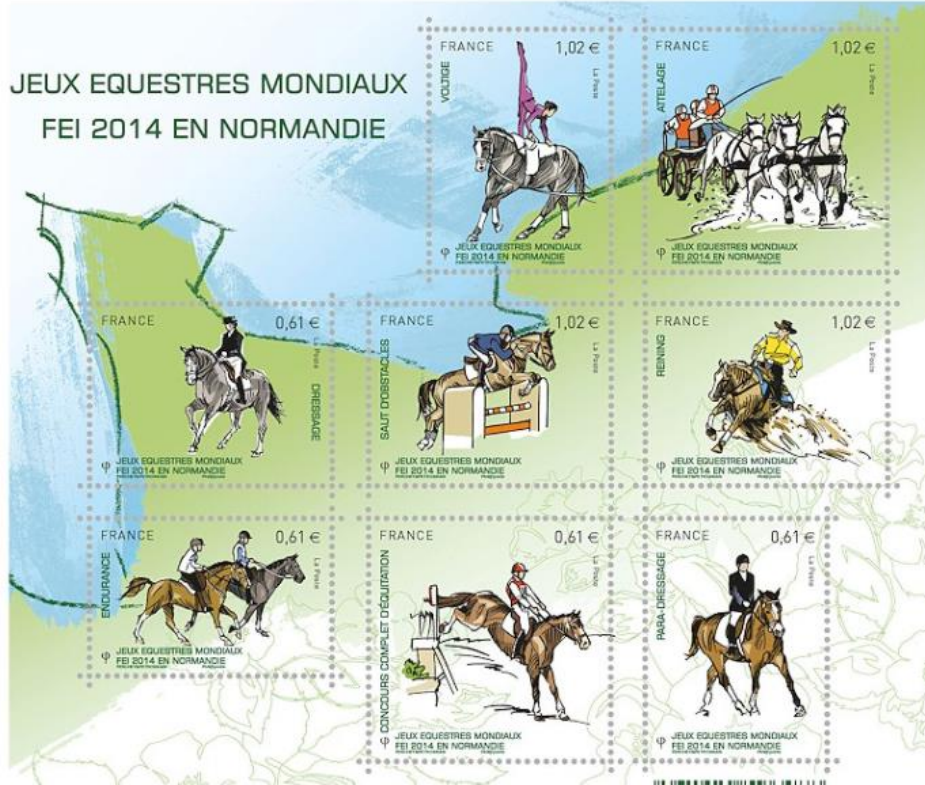 JEUX EQUESTRES MONDIAUX
FEI 2014 EN NORMANDIE
FRANCE 1,02 €
VOLTIGE
La Poste
JEUX EQUESTRES MONDIAUX
FEI 2014 EN NORMANDIE
FRANCE 1,02 €
ATTELAGE
La Poste
JEUX EQUESTRES MONDIAUX
FEI 2014 EN NORMANDIE
FRANCE 0,61 €
La Poste
DRESSAGE
JEUX EQUESTRES MONDIAUX
FEI 2014 EN NORMANDIE
FRANCE 1,02 €
SAUT D'OBSTACLES
La Poste
JEUX EQUESTRES MONDIAUX
FEI 2014 EN NORMANDIE
FRANCE 1,02 €
REINING
La Poste
JEUX EQUESTRES MONDIAUX
FEI 2014 EN NORMANDIE
FRANCE 0,61 €
ENDURANCE
La Poste
JEUX EQUESTRES MONDIAUX
FEI 2014 EN NORMANDIE
FRANCE 0,61 €
CONCOURS COMPLET D'ÉQUITATION
La Poste
JEUX EQUESTRES MONDIAUX
FEI 2014 EN NORMANDIE
FRANCE 0,61 €
PARA-DRESSAGE
La Poste
JEUX EQUESTRES MONDIAUX
FEI 2014 EN NORMANDIE